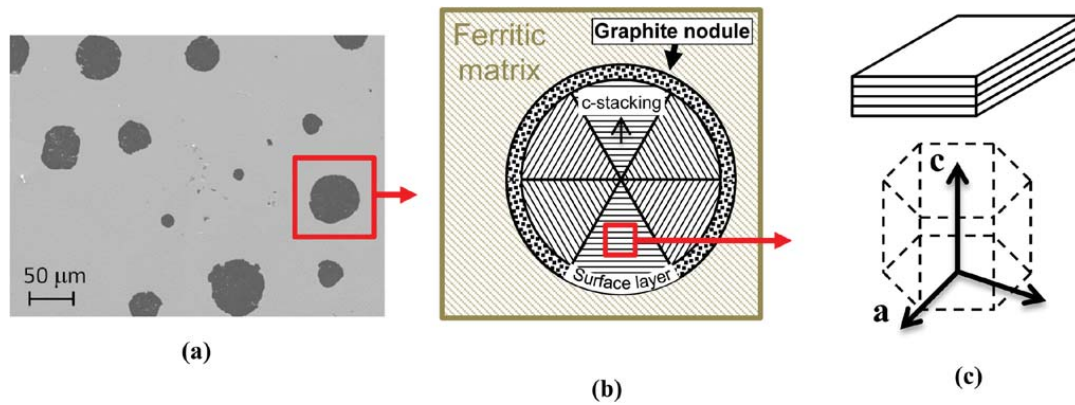 50 μm
(a)
Ferritic
matrix
Graphite nodule
c-stacking
Surface layer
(b)
c
a
(c)